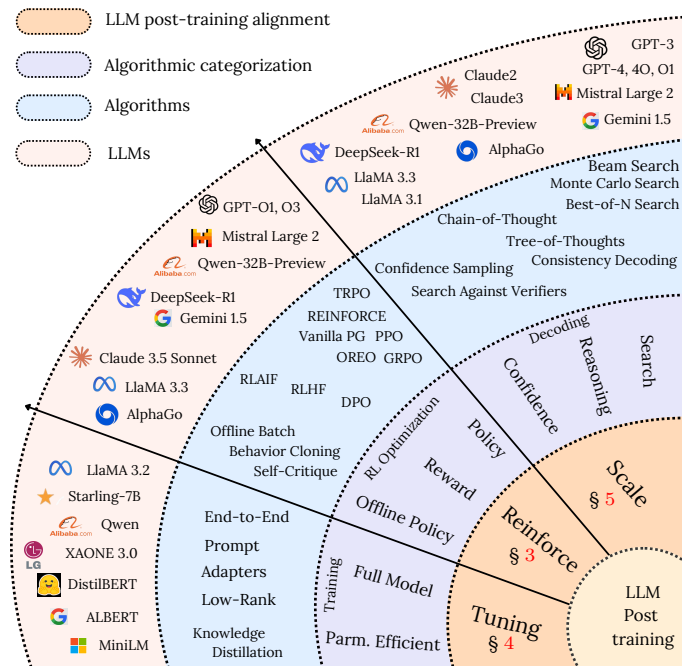 LLM post-training alignment
Algorithmic categorization
Algorithms
LLMs
GPT-3
GPT-4, 4O, O1
Mistral Large 2
Gemini 1.5
Claude2
Claude3
Alibaba.com
Qwen-32B-Preview
AlphaGo
DeepSeek-R1
LlaMA 3.3
LlaMA 3.1
Beam Search
Monte Carlo Search
Best-of-N Search
Chain-of-Thought
Tree-of-Thoughts
Consistency Decoding
Confidence Sampling
Search Against Verifiers
Decoding
Confidence
Reasoning
Search
Scale
§ 5
GPT-O1, O3
Mistral Large 2
Alibaba.com
Qwen-32B-Preview
DeepSeek-R1
Gemini 1.5
Claude 3.5 Sonnet
LlaMA 3.3
AlphaGo
TRPO
REINFORCE
Vanilla PG PPO
OREO GRPO
RLAIF
RLHF
DPO
Offline Batch
Behavior Cloning
Self-Critique
RL Optimization
Policy
Reward
Offline Policy
Reinforce
§ 3
LlaMA 3.2
Starling-7B
Alibaba.com
Qwen
LG
XAONE 3.0
DistilBERT
ALBERT
MiniLM
End-to-End
Prompt
Adapters
Low-Rank
Knowledge
Distillation
Training
Full Model
Parm. Efficient
Tuning
§ 4
LLM
Post
training